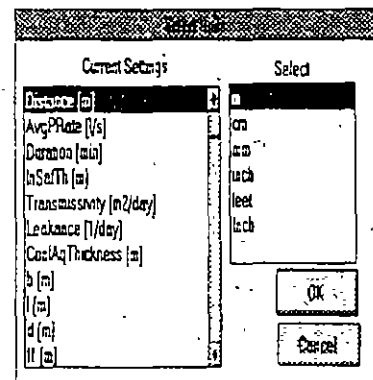 Current Settings
Select
Distance [m]
AvgPRate [l/s]
Duration [min]
InSatTh [m]
Transmissivity [m2/day]
Leakance [1/day]
ConfAqThickness [m]
b [m]
l [m]
d [m]
m
cm
mm
inch
feet
OK
Cancel